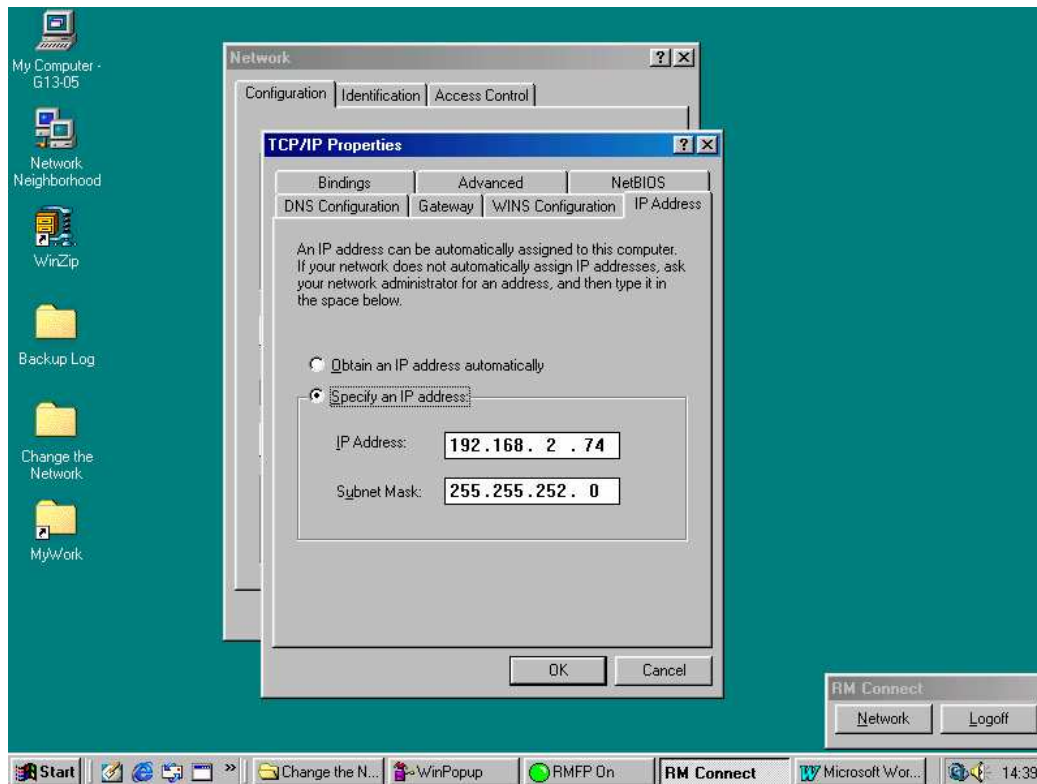 My Computer -
G13-05
Network
Neighborhood
WinZip
Backup Log
Change the
Network
MyWork
Network
Configuration
Identification
Access Control
TCP/IP Properties
Bindings
Advanced
NetBIOS
DNS Configuration
Gateway
WINS Configuration
IP Address
An IP address can be automatically assigned to this computer.
If your network does not automatically assign IP addresses, ask
your network administrator for an address, and then type it in
the space below.
Obtain an IP address automatically
Specify an IP address:
IP Address:
192.168. 2 .74
Subnet Mask:
255.255.252. 0
OK
Cancel
RM Connect
Network
Logoff
Start
»
Change the N...
WinPopup
RMFP On
RM Connect
Microsoft Wor...
14:39